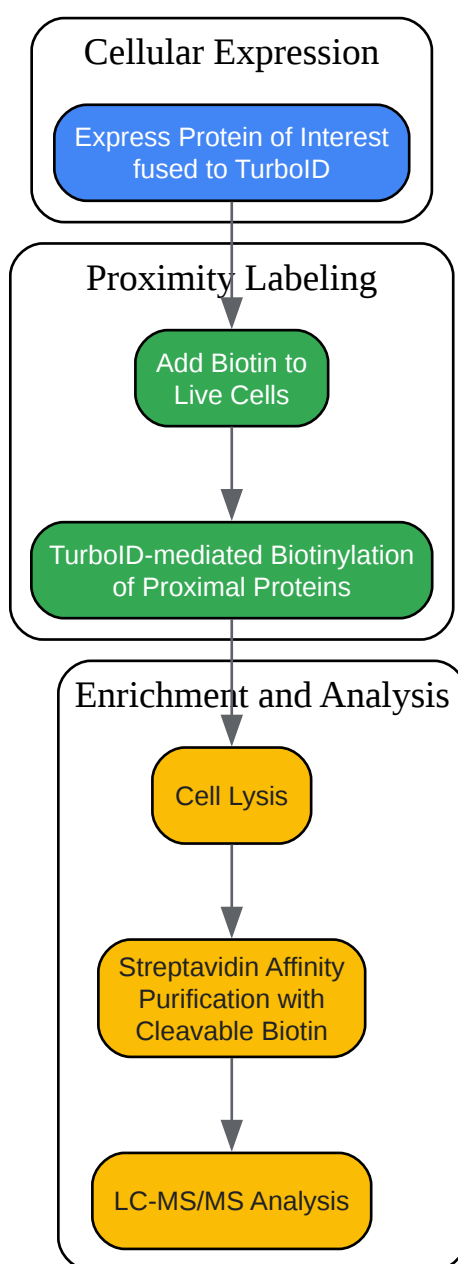 Cellular Expression
Express Protein of Interest
fused to TurboID
Proximity Labeling
Add Biotin to
Live Cells
TurboID-mediated Biotinylation
of Proximal Proteins
Enrichment and Analysis
Cell Lysis
Streptavidin Affinity
Purification with
Cleavable Biotin
LC-MS/MS Analysis